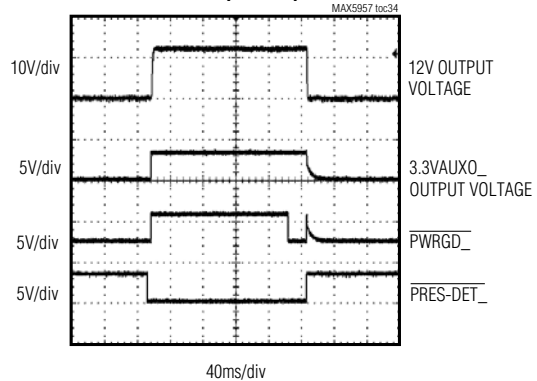 MAX5957 toc34
10V/div
12V OUTPUT
VOLTAGE
5V/div
3.3VAUXO_
OUTPUT VOLTAGE
5V/div
PWRGD_
5V/div
PRES-DET_
40ms/div